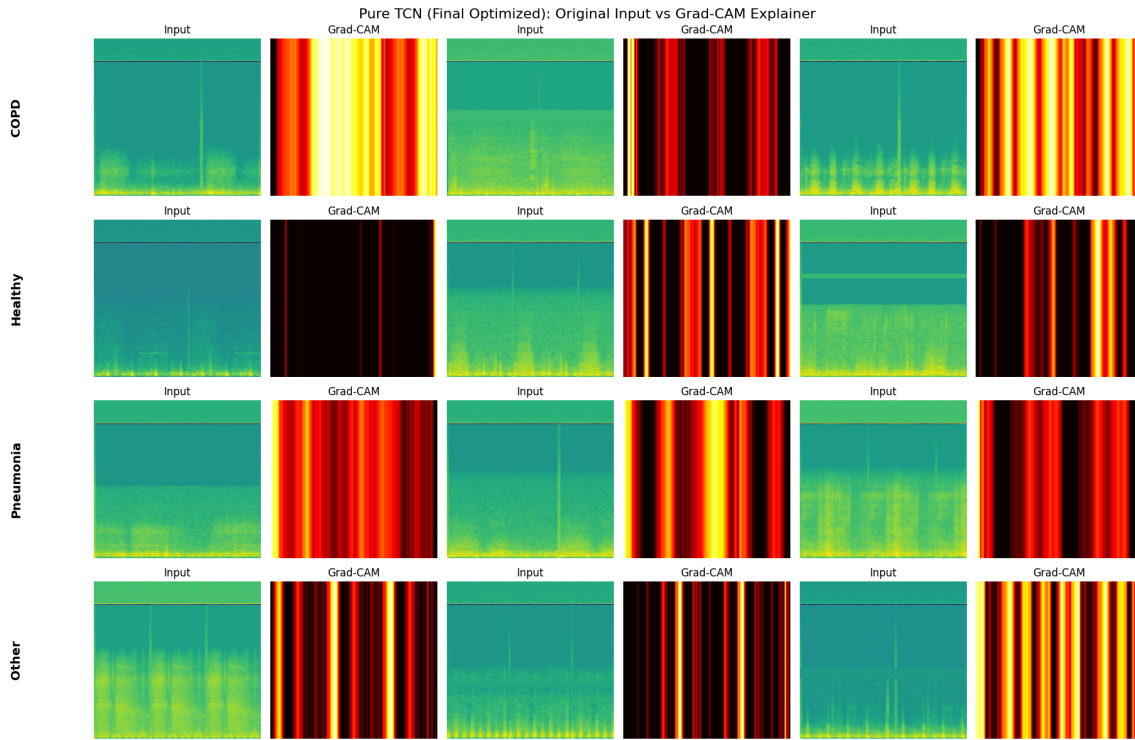 Pure TCN (Final Optimized): Original Input vs Grad-CAM Explainer
Input Grad-CAM Input Grad-CAM Input Grad-CAM
COPD
Input Grad-CAM Input Grad-CAM Input Grad-CAM
Healthy
Input Grad-CAM Input Grad-CAM Input Grad-CAM
Pneumonia
Input Grad-CAM Input Grad-CAM Input Grad-CAM
Other